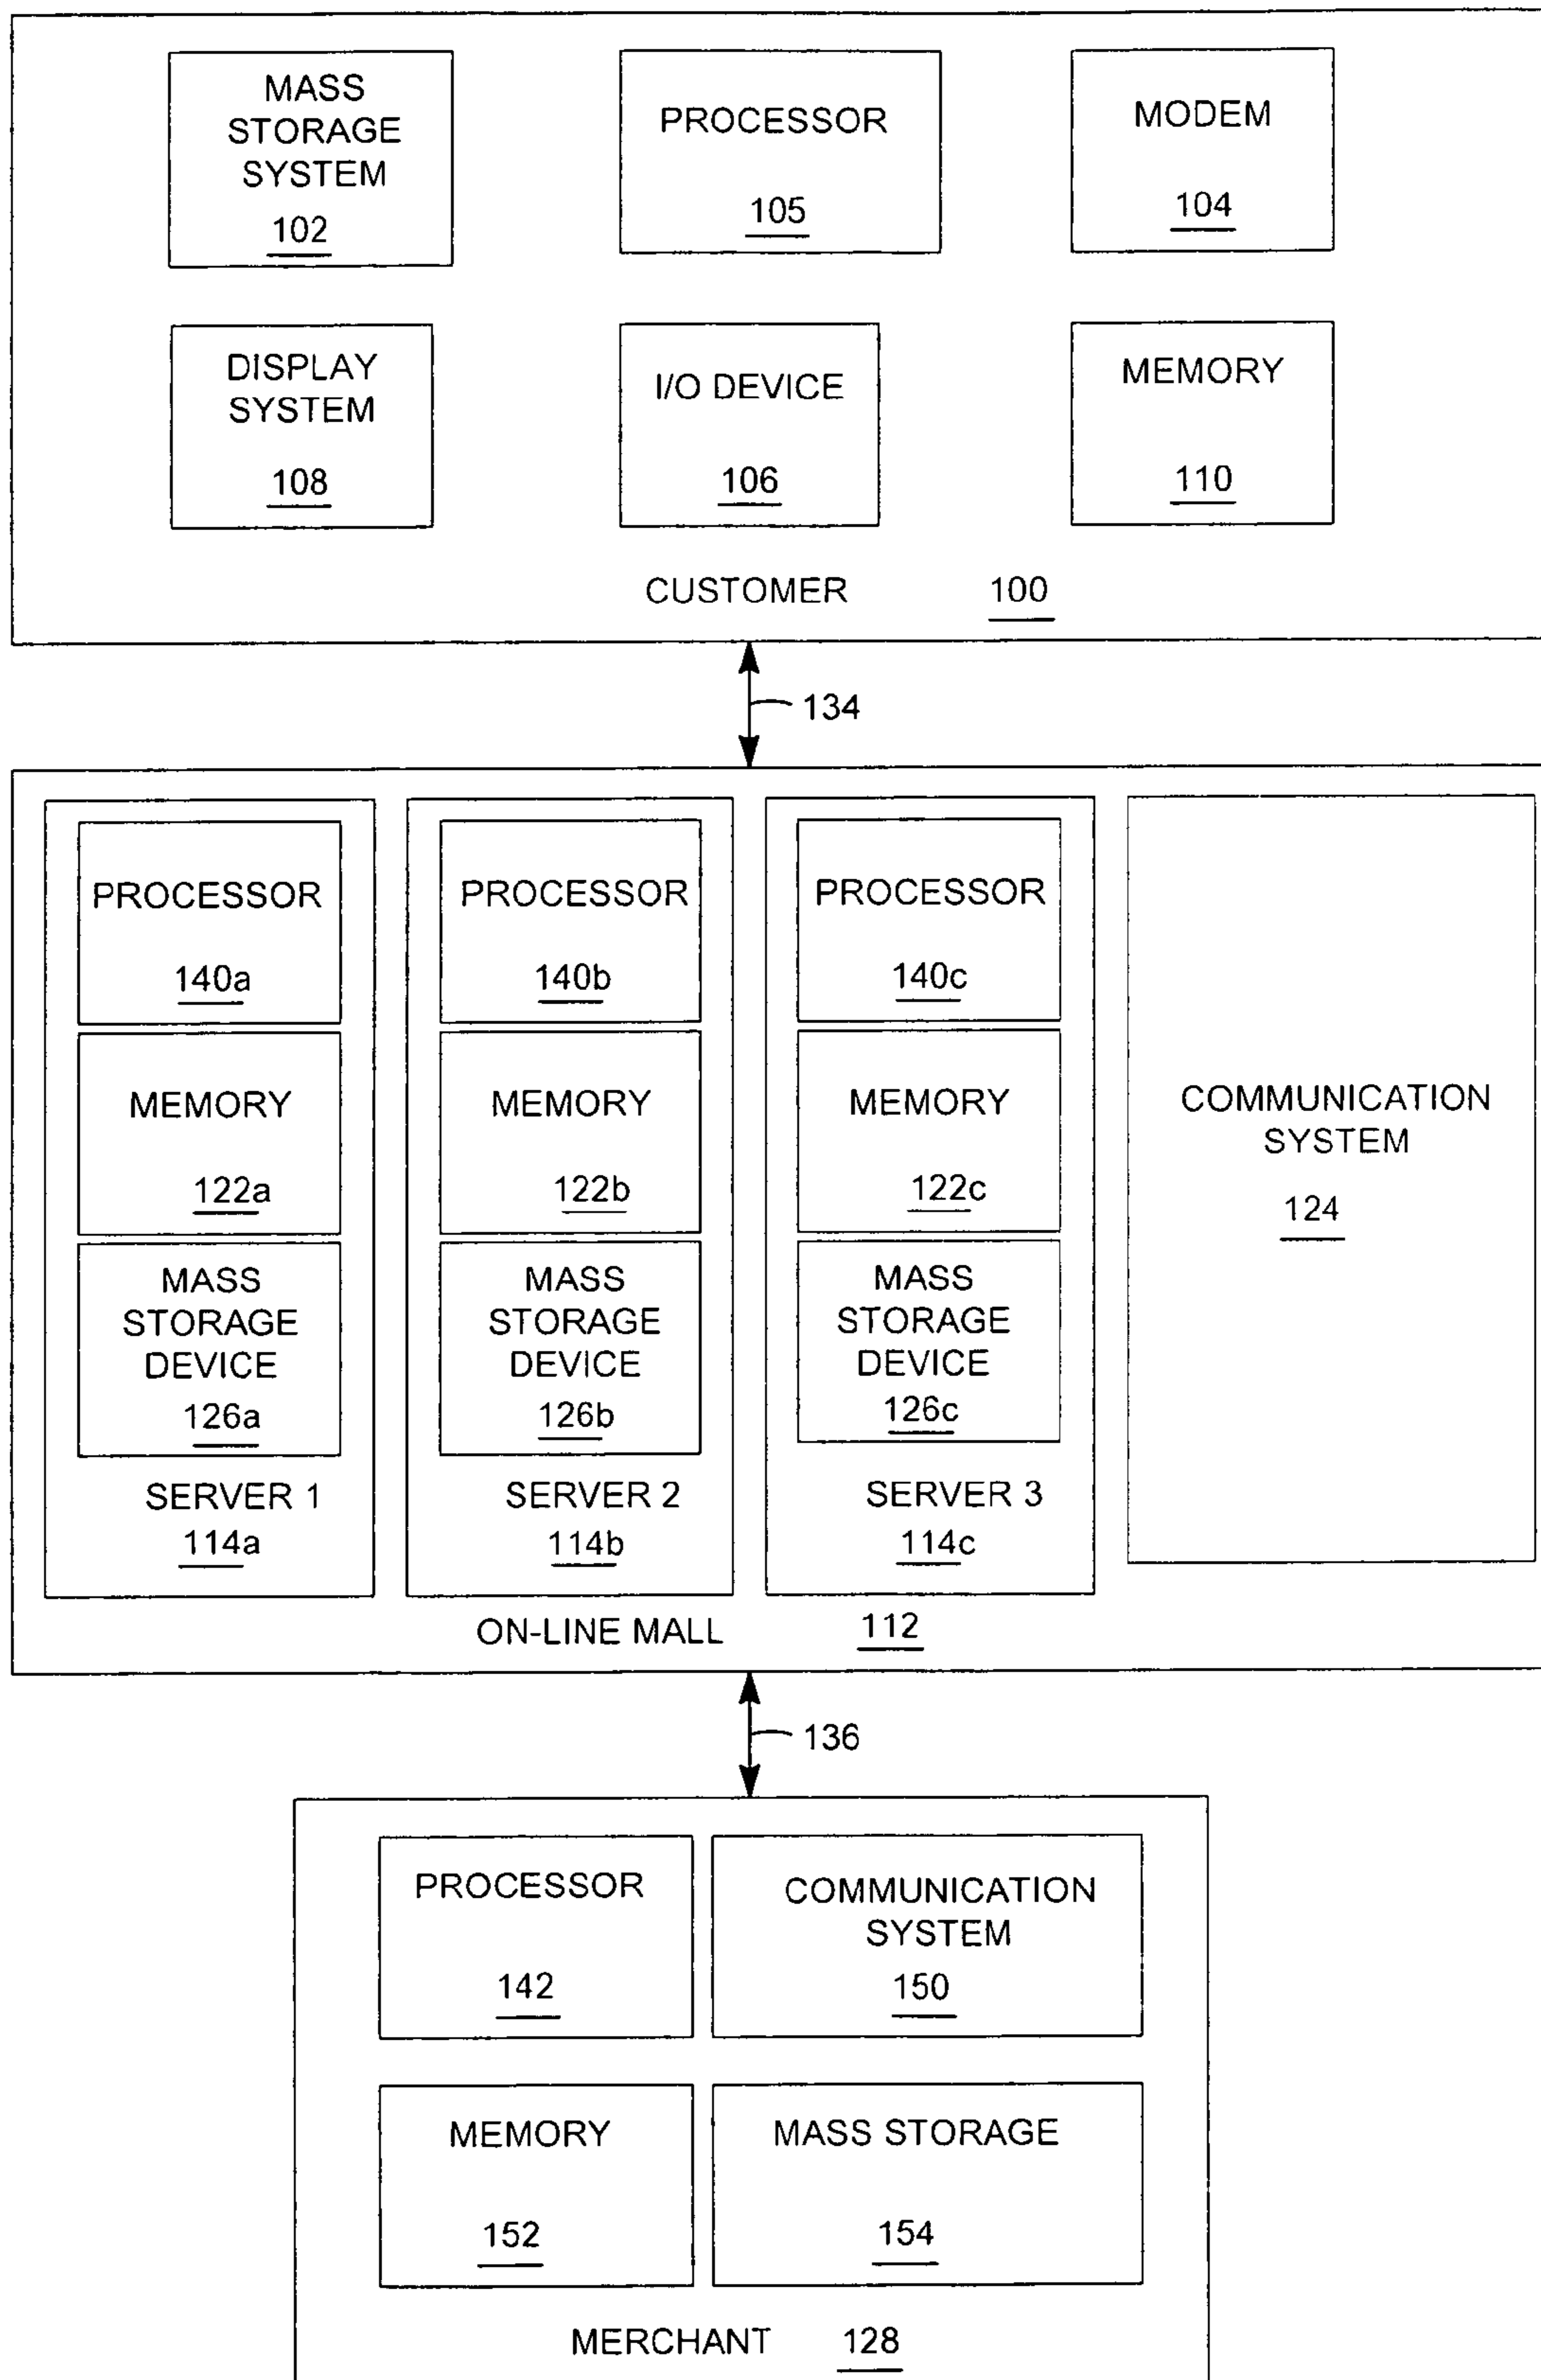 MASS
STORAGE
SYSTEM
102
PROCESSOR
105
MODEM
104
DISPLAY
SYSTEM
108
I/O DEVICE
106
MEMORY
110
CUSTOMER 100
134
PROCESSOR
140a
MEMORY
122a
MASS
STORAGE
DEVICE
126a
SERVER 1
114a
PROCESSOR
140b
MEMORY
122b
MASS
STORAGE
DEVICE
126b
SERVER 2
114b
PROCESSOR
140c
MEMORY
122c
MASS
STORAGE
DEVICE
126c
SERVER 3
114c
COMMUNICATION
SYSTEM
124
ON-LINE MALL 112
136
PROCESSOR
142
COMMUNICATION
SYSTEM
150
MEMORY
152
MASS STORAGE
154
MERCHANT 128